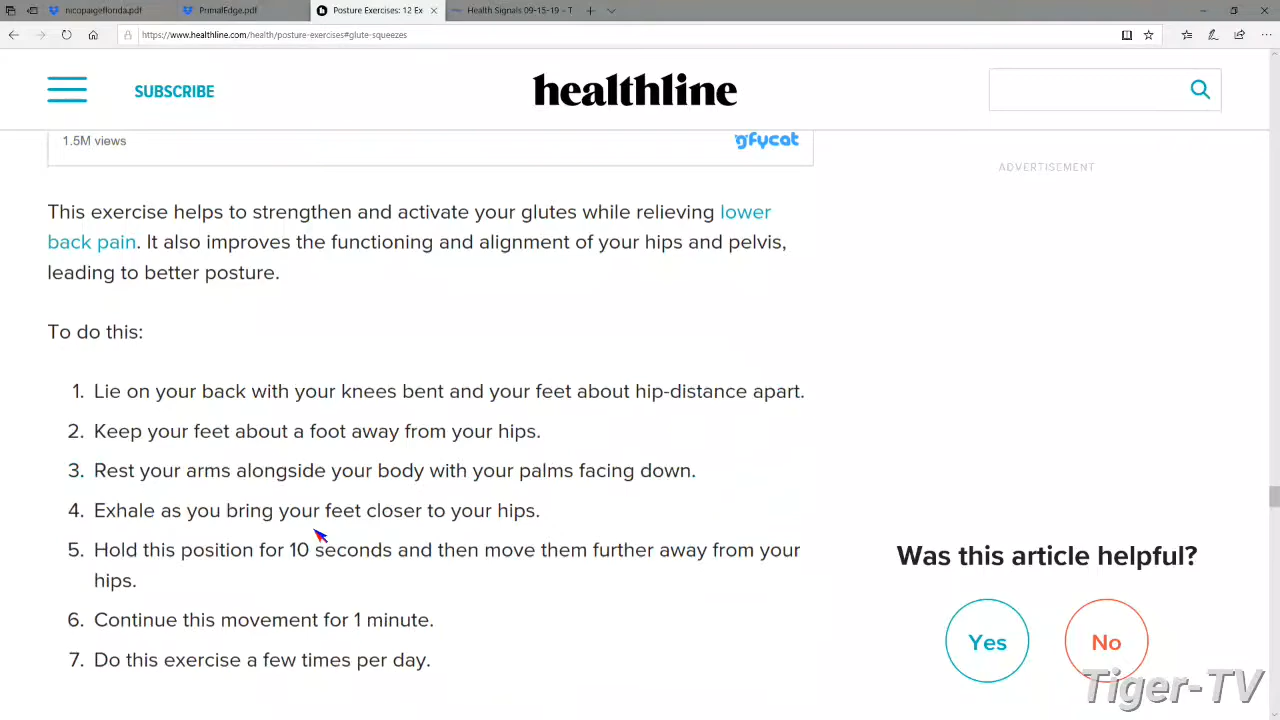 nicopageflorida.pdf
PrimalEdge.pdf
Posture Exercises: 12 Ex
Health Signals 09-15-19 - T
https://www.healthline.com/health/posture-exercises#glute-squeezes
SUBSCRIBE
healthline
1.5M views
gfycat
ADVERTISEMENT
This exercise helps to strengthen and activate your glutes while relieving lower
back pain. It also improves the functioning and alignment of your hips and pelvis,
leading to better posture.
To do this:
1. Lie on your back with your knees bent and your feet about hip-distance apart.
2. Keep your feet about a foot away from your hips.
3. Rest your arms alongside your body with your palms facing down.
4. Exhale as you bring your feet closer to your hips.
5. Hold this position for 10 seconds and then move them further away from your
hips.
6. Continue this movement for 1 minute.
7. Do this exercise a few times per day.
Was this article helpful?
Yes
No
Tiger-TV